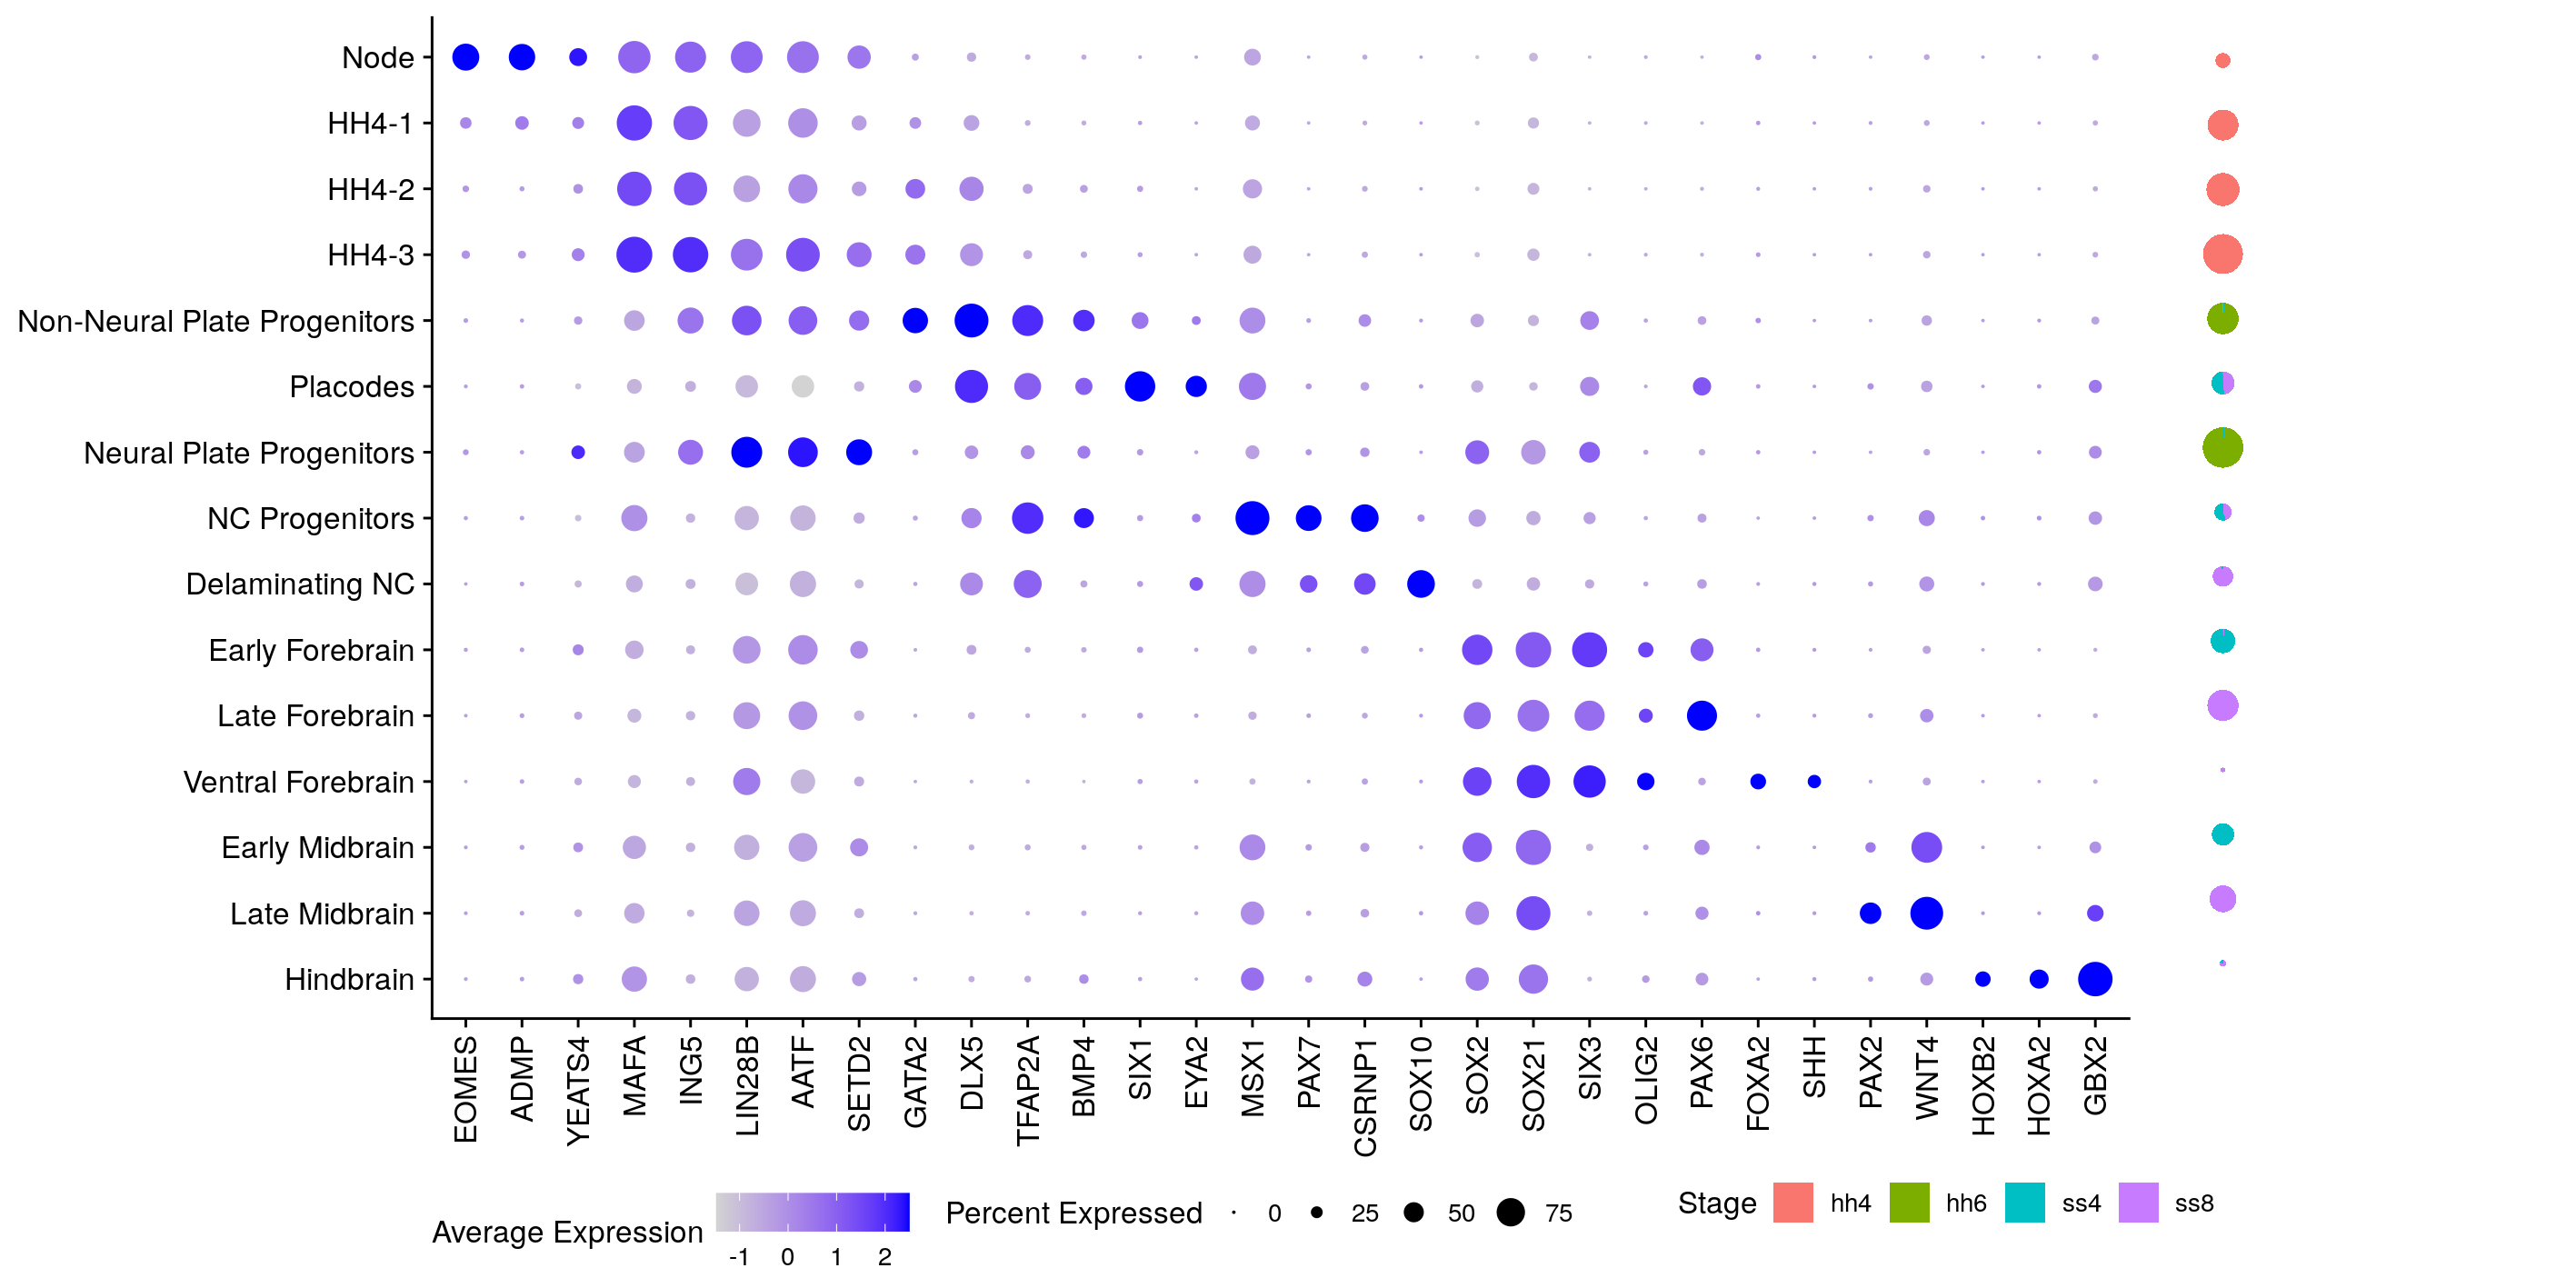 Node
HH4-1
HH4-2
HH4-3
Non-Neural Plate Progenitors
Placodes
Neural Plate Progenitors
NC Progenitors
Delaminating NC
Early Forebrain
Late Forebrain
Ventral Forebrain
Early Midbrain
Late Midbrain
Hindbrain
EOMES
ADMP
YEATS4
MAFA
ING5
LIN28B
AATF
SETD2
GATA2
DLX5
TFAP2A
BMP4
SIX1
EYA2
MSX1
PAX7
CSRNP1
SOX10
SOX2
SOX21
SIX3
OLIG2
PAX6
FOXA2
SHH
PAX2
WNT4
HOXB2
HOXA2
GBX2
Average Expression
-1 0 1 2
Percent Expressed 0 25 50 75
Stage hh4 hh6 ss4 ss8